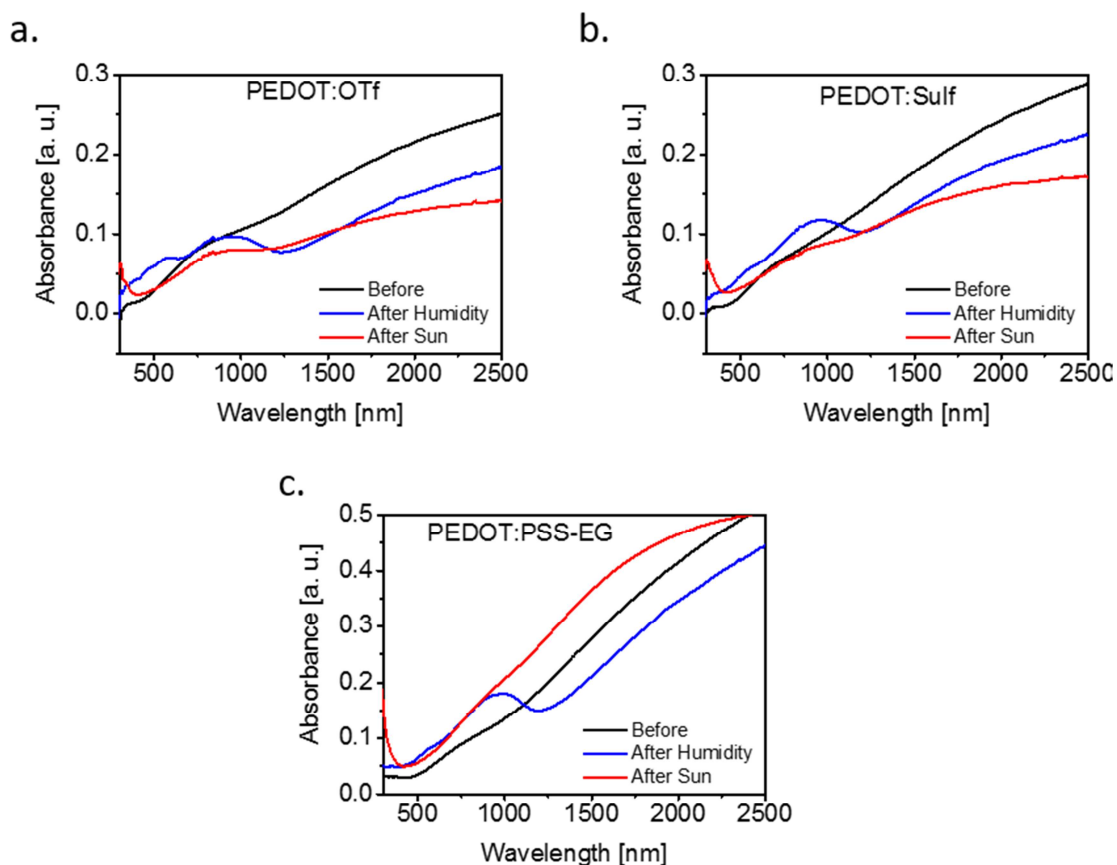 a.
PEDOT:OTf
Absorbance [a. u.]
0.3
0.2
0.1
0.0
Before
After Humidity
After Sun
500 1000 1500 2000 2500
Wavelength [nm]
b.
PEDOT:Sulf
Absorbance [a. u.]
0.3
0.2
0.1
0.0
Before
After Humidity
After Sun
500 1000 1500 2000 2500
Wavelength [nm]
c.
PEDOT:PSS-EG
Absorbance [a. u.]
0.5
0.4
0.3
0.2
0.1
0.0
Before
After Humidity
After Sun
500 1000 1500 2000 2500
Wavelength [nm]